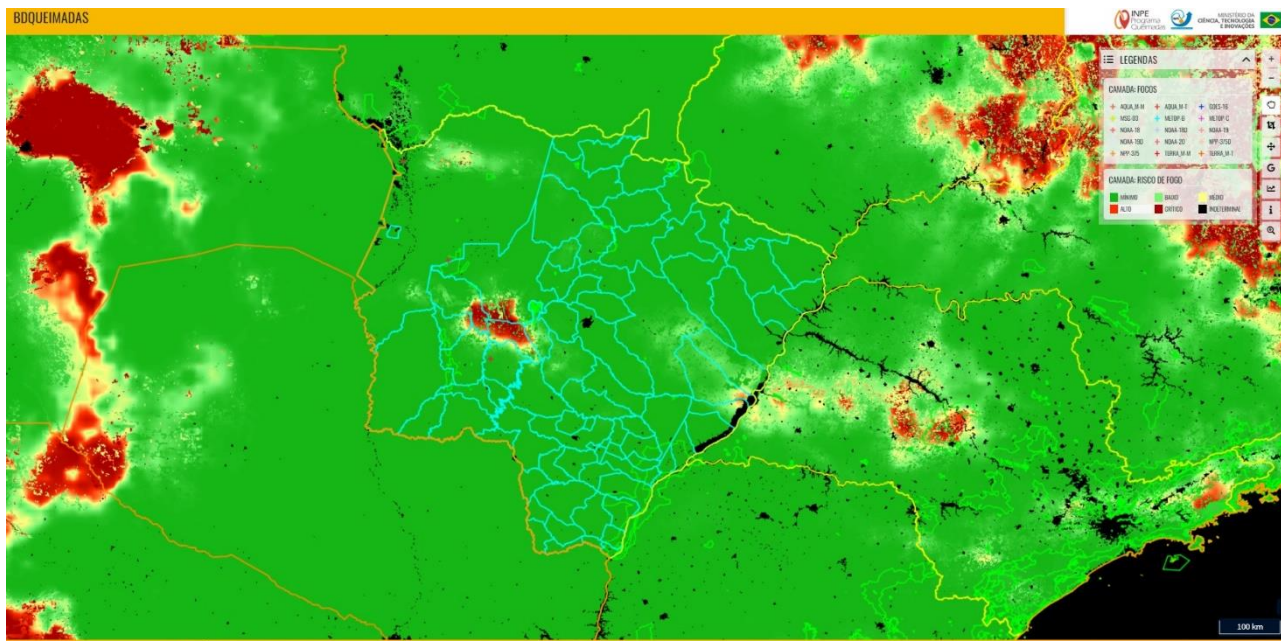 BDQUEIMADAS
INPE
Programa
Queimadas
MINISTÉRIO DA
CIÊNCIA, TECNOLOGIA
E INOVAÇÕES
LEGENDAS
CAMADA: FOCOS
AQUA_M-M AQUA_M-T GOES-16
MSG-03 METOP-B METOP-C
NOAA-18 NOAA-18D NOAA-19
NOAA-19D NOAA-20 NPP-375D
NPP-375 TERRA_M-M TERRA_M-T
CAMADA: RISCO DE FOGO
MÍNIMO BAIXO MÉDIO
ALTO CRÍTICO INDETERMINAD
100 km